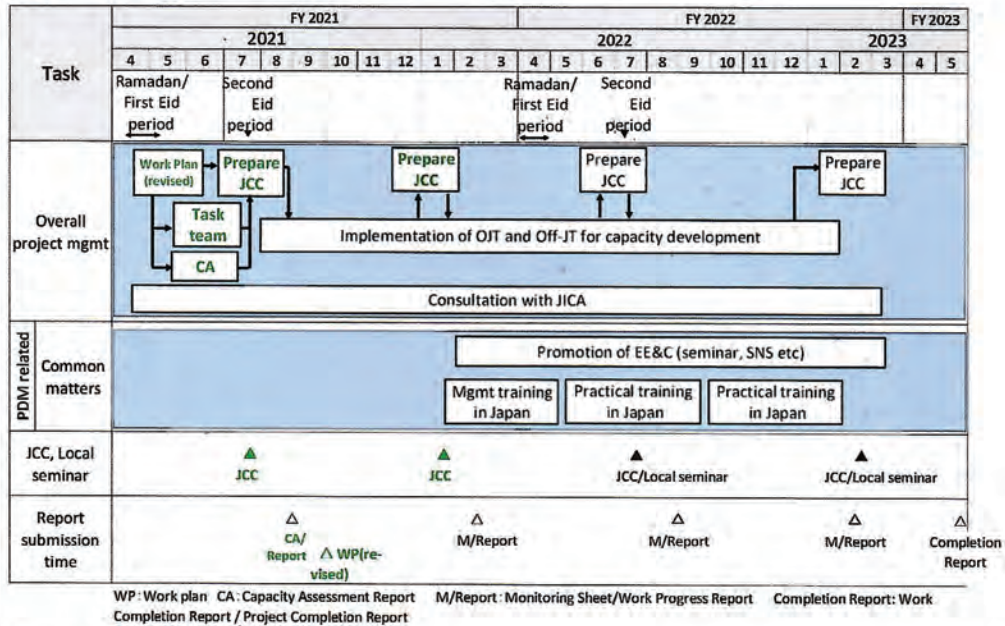 Task
FY 2021
FY 2022
FY 2023
2021
2022
2023
4 5 6 7 8 9 10 11 12 1 2 3 4 5 6 7 8 9 10 11 12 1 2 3 4 5
Ramadan/
First Eid
period
Second
Eid
period
Ramadan/
First Eid
period
Second
Eid
period
Overall
project mgmt
Work Plan
(revised)
Prepare
JCC
Prepare
JCC
Prepare
JCC
Prepare
JCC
Task
team
CA
Implementation of OJT and Off-JT for capacity development
Consultation with JICA
PDM related
Common
matters
Promotion of EE&C (seminar, SNS etc)
Mgmt training
in Japan
Practical training
in Japan
Practical training
in Japan
JCC, Local
seminar
JCC
JCC
JCC/Local seminar
JCC/Local seminar
Report
submission
time
CA/
Report
WP(re-
vised)
M/Report
M/Report
M/Report
Completion
Report
WP: Work plan CA: Capacity Assessment Report M/Report: Monitoring Sheet/Work Progress Report Completion Report: Work
Completion Report / Project Completion Report